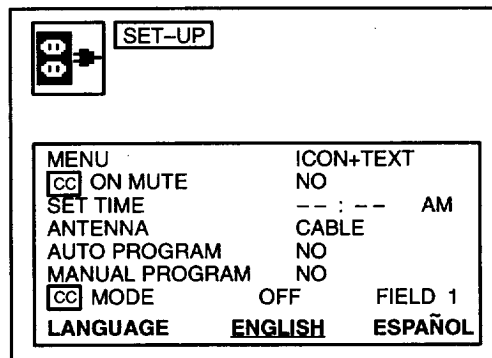 SET-UP
MENU ICON+TEXT
CC ON MUTE NO
SET TIME --:-- AM
ANTENNA CABLE
AUTO PROGRAM NO
MANUAL PROGRAM NO
CC MODE OFF FIELD 1
LANGUAGE ENGLISH ESPAÑOL